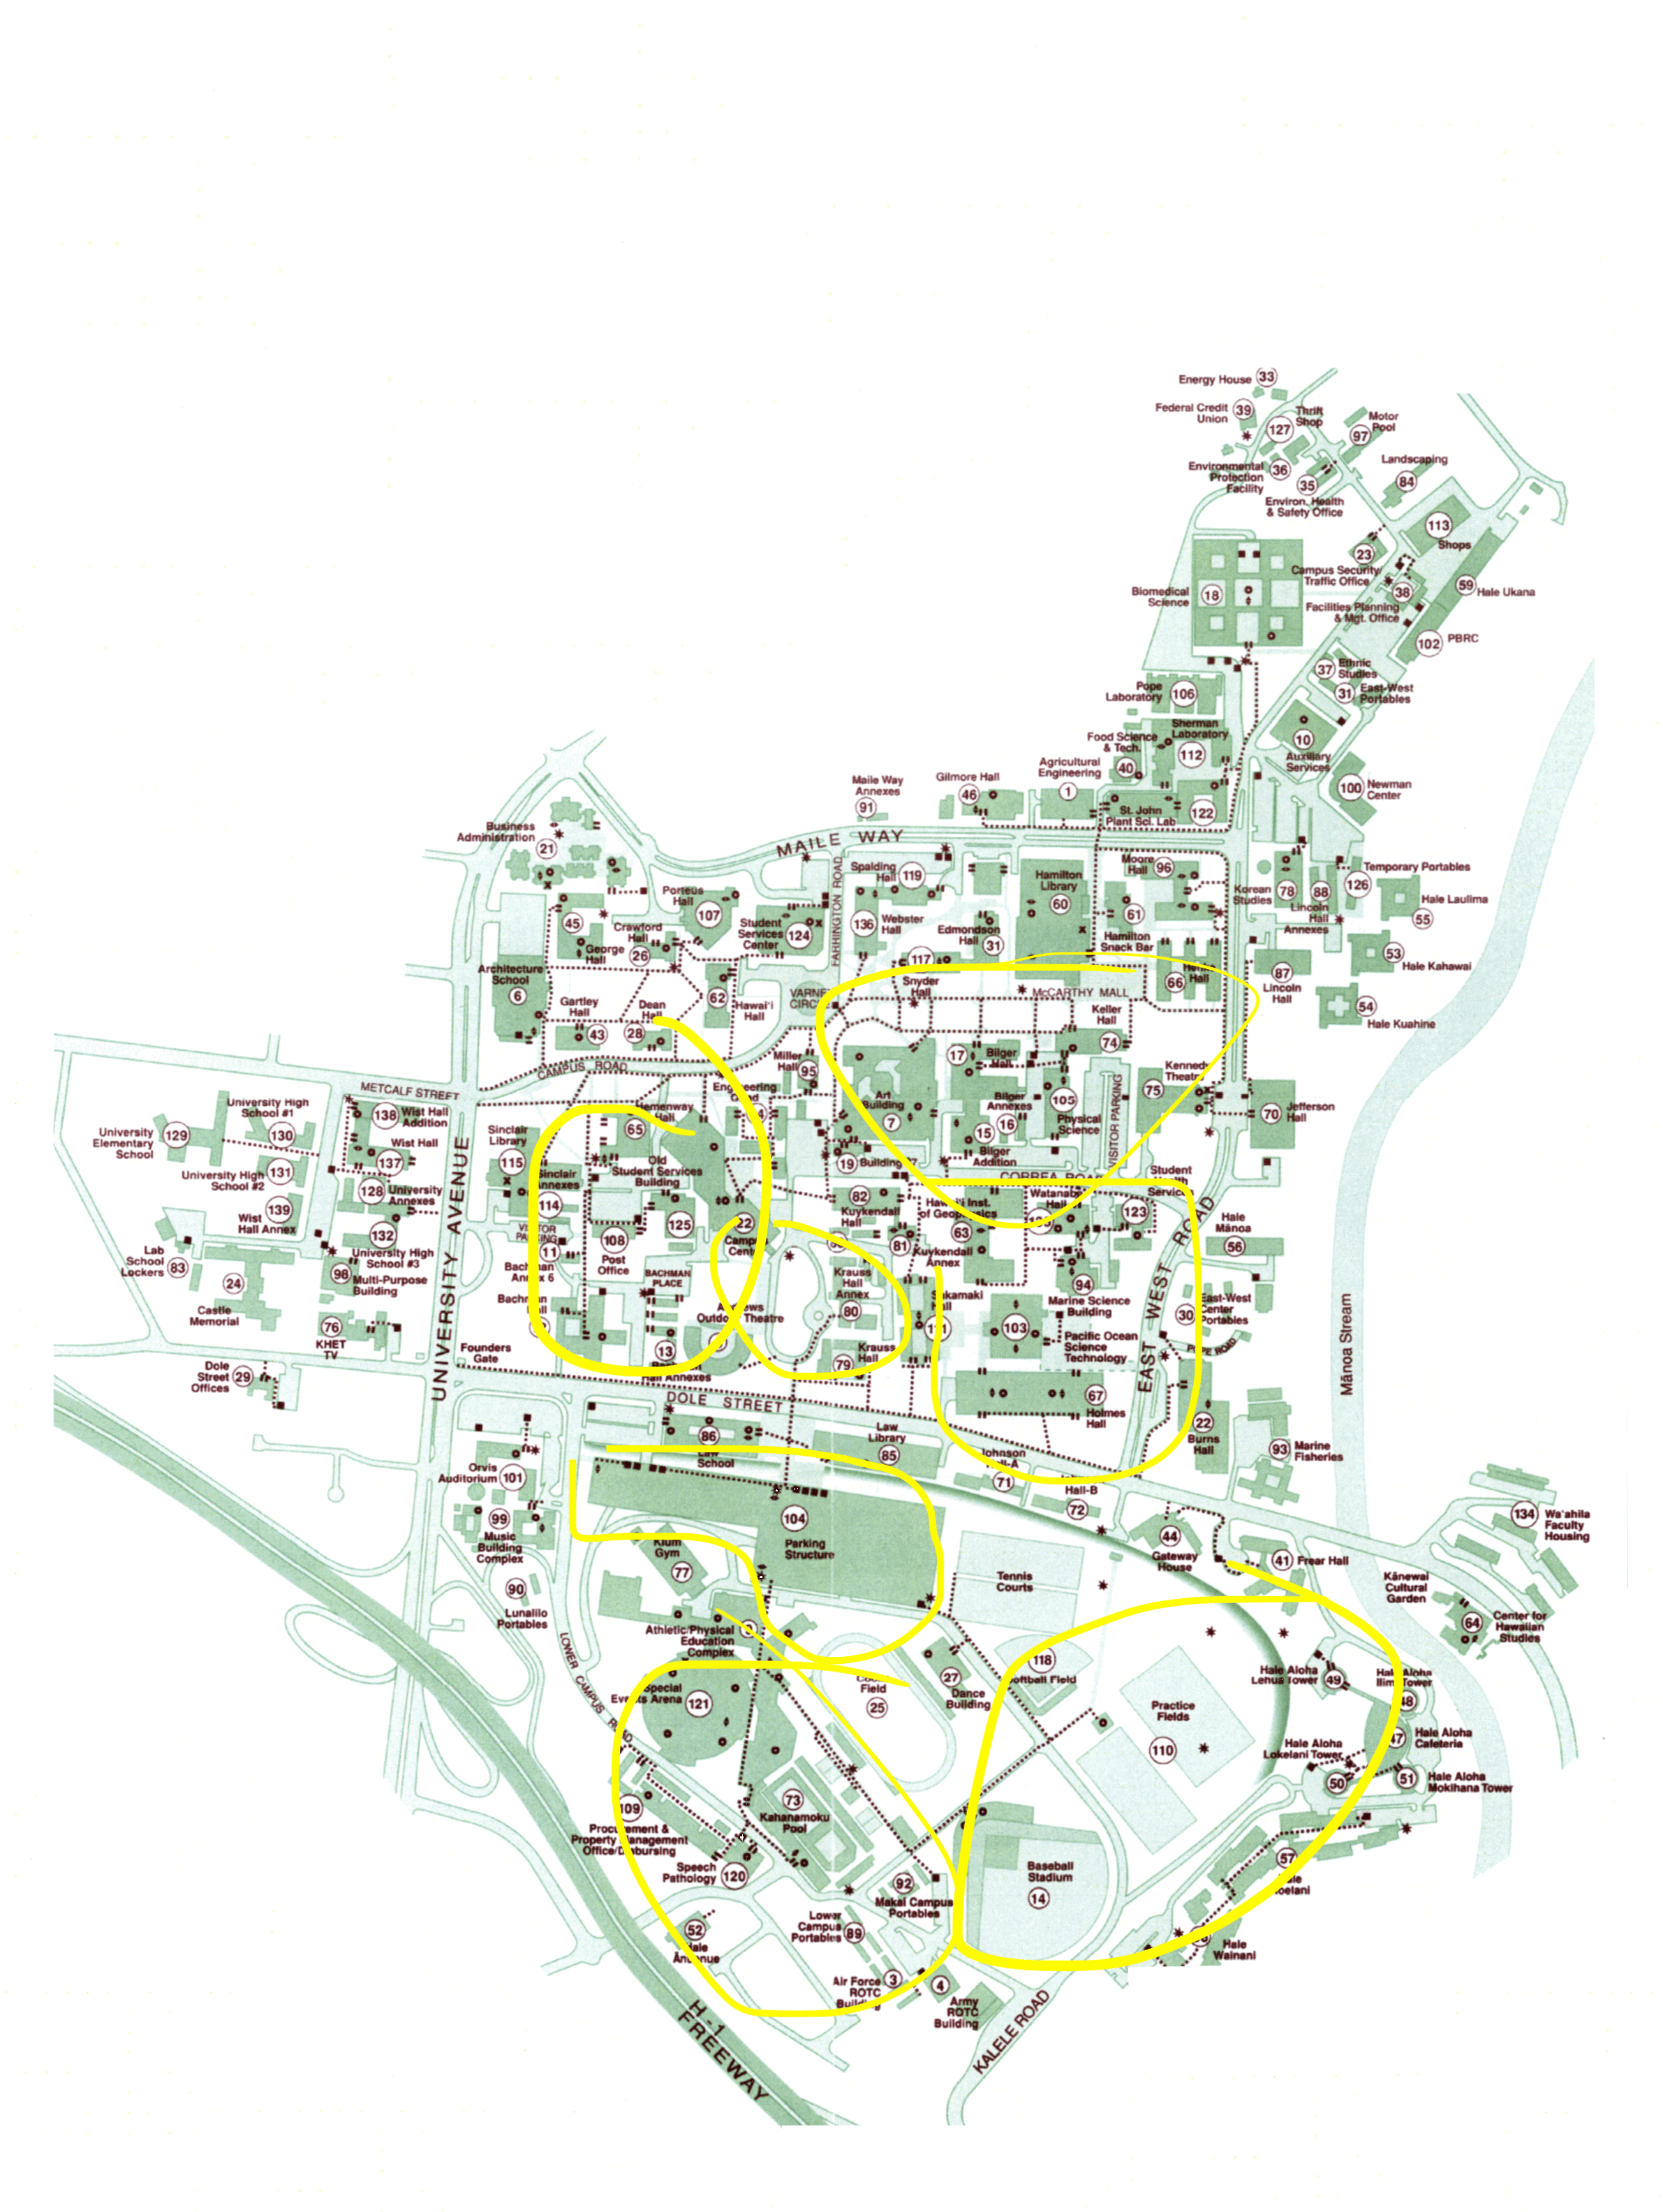 Energy House 33
Federal Credit 39
Union
Thrift
Shop
127
Motor
Pool
97
Environmental 36
Protection
Facility
35
Environ. Health
& Safety Office
Landscaping
84
113
Shops
23
Campus Security/
Traffic Office
38
Facilities Planning
& Mgt. Office
59 Hale Ukana
102 PBRC
Biomedical 18
Science
37 Ethnic
Studies
31 East-West
Portables
Pope 106
Laboratory
Sherman
Laboratory
112
Food Science
& Tech.
40
10
Auxiliary
Services
100 Newman
Center
Agricultural
Engineering
1
St. John
Plant Sci. Lab
122
Gilmore Hall
46
Maile Way
Annexes
91
Business
Administration
21
MAILE WAY
FARRINGTON ROAD
Spalding
Hall 119
Hamilton
Library
60
Moore
Hall 96
Korean
Studies 78
88
Lincoln
Hall
Annexes
Temporary Portables
126
Hale Laulima
55
Porteus
Hall
107
45
George
Hall
Crawford
Hall
26
Student
Services
Center 124
136 Webster
Hall
Edmondson
Hall 31
61
Hamilton
Snack Bar
53
Hale Kahawai
Architecture
School
6
117
Snyder
Hall
66
Hall
87
Lincoln
Hall
McCARTHY MALL
54
Hale Kuahine
Gartley
Hall
43
Dean
Hall
28
62
Hawai'i
Hall
Keller
Hall
74
CAMPUS ROAD
Miller
Hall 95
17 Bilger
Hall
Kennedy
Theatre
75
METCALF STREET
University High
School #1
130
138 Wist Hall
Addition
University
Elementary
School
129
Wist Hall
137
University High
School #2
131
128 University
Annexes
Wist
Hall Annex
139
132
University High
School #3
Lab
School
Lockers 83
24
Castle
Memorial
98 Multi-Purpose
Building
76
KHET
TV
UNIVERSITY AVENUE
Sinclair
Library
115
Sinclair
Annexes
114
VISITOR
PARKING
11
Bachman
Annex 6
Hemenway
Hall
65
Old
Student Services
Building
125
108
Post
Office
BACHMAN
PLACE
13
Hall Annexes
Outdoor Theatre
Engineering
Art
Building
7
19 Building 37
Bilger
Annexes
15 16
Bilger
Addition
105
Physical
Science
VISITOR PARKING
CORREA ROAD
70 Jefferson
Hall
Student
123
82
Kuykendall
Hall
81
Kuykendall
Annex
Hawai'i Inst.
of Geophysics
63
Hall
94
Marine Science
Building
Hale
Mānoa
56
EAST WEST ROAD
30 East-West
Center
Portables
POPE ROAD
Krauss
Hall
Annex
80
Krauss
Hall
79
Hall
103
Pacific Ocean
Science
Technology
67
Holmes
Hall
22
Burns
Hall
93 Marine
Fisheries
Mānoa Stream
Founders
Gate
Dole
Street 29
Offices
DOLE STREET
86
School
Law
Library
85
71
Hall-B
72
44
Gateway
House
41 Frear Hall
134 Wa'ahila
Faculty
Housing
Orvis
Auditorium 101
99
Music
Building
Complex
90
Lunalilo
Portables
104
Parking
Structure
Klum
Gym
77
Tennis
Courts
Kānewai
Cultural
Garden
64 Center for
Hawaiian
Studies
Athletic/Physical
Education
Complex
LOWER CAMPUS ROAD
Special
Events Arena 121
Field
25
27
Dance
Building
118
Softball Field
Practice
Fields
110
Hale Aloha
Lehua Tower 49
Hale Aloha
Ilima Tower
48
Hale Aloha
Cafeteria
47
Hale Aloha
Lokelani Tower
50
51 Hale Aloha
Mokihana Tower
109
Procurement &
Property Management
Office/Disbursing
Speech
Pathology 120
73
Kahanamoku
Pool
Baseball
Stadium
14
57
92
Makai Campus
Portables
52
Hale
Lower
Campus
Portables 89
Hale
Wainani
Air Force 3
ROTC
Building
4
Army
ROTC
Building
KALELE ROAD
H-1
FREEWAY